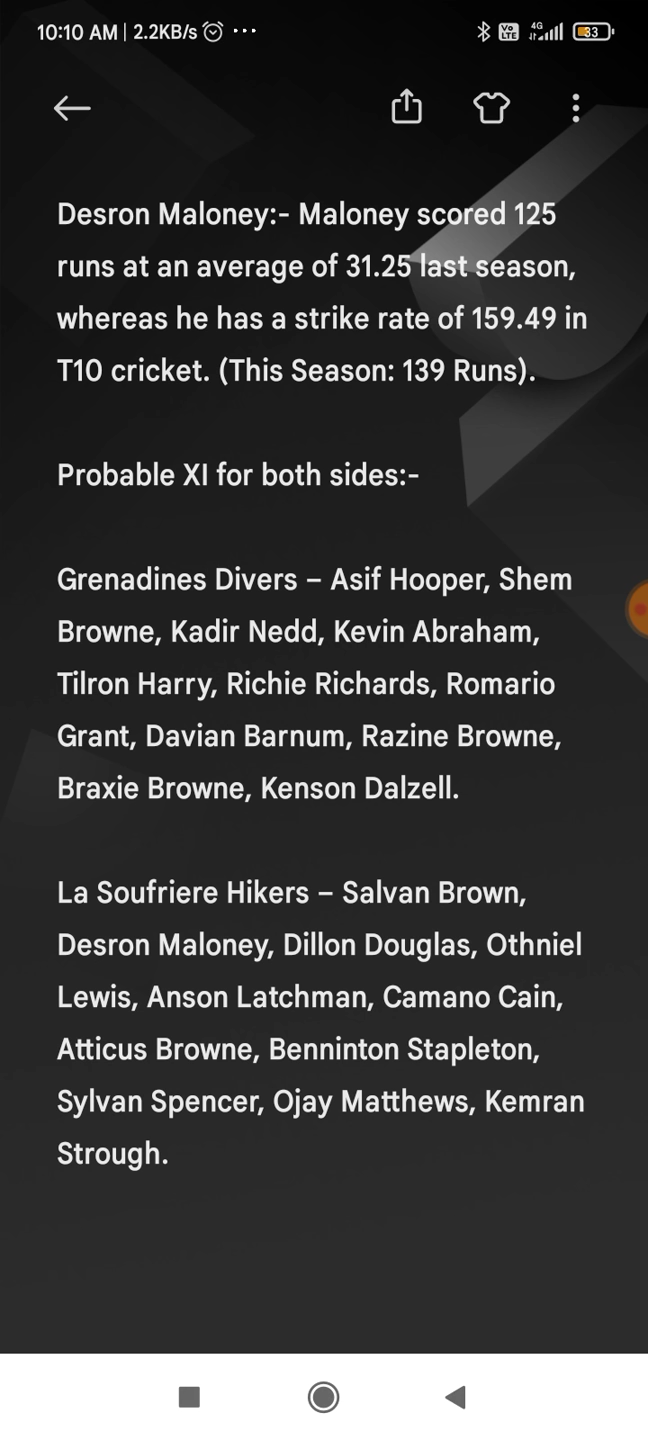 10:10 AM | 2.2KB/s ...
Vo LTE 4G 33
Desron Maloney:- Maloney scored 125
runs at an average of 31.25 last season,
whereas he has a strike rate of 159.49 in
T10 cricket. (This Season: 139 Runs).
Probable XI for both sides:-
Grenadines Divers – Asif Hooper, Shem
Browne, Kadir Nedd, Kevin Abraham,
Tilron Harry, Richie Richards, Romario
Grant, Davian Barnum, Razine Browne,
Braxie Browne, Kenson Dalzell.
La Soufriere Hikers – Salvan Brown,
Desron Maloney, Dillon Douglas, Othniel
Lewis, Anson Latchman, Camano Cain,
Atticus Browne, Benninton Stapleton,
Sylvan Spencer, Ojay Matthews, Kemran
Strough.